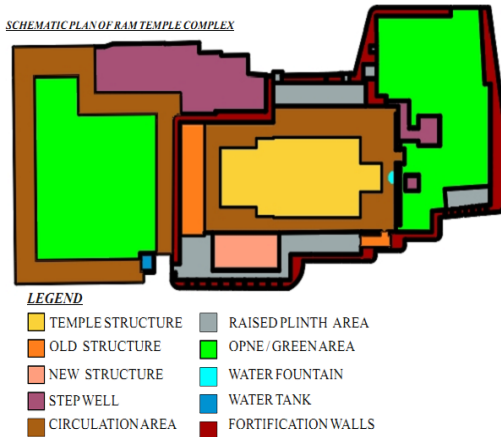 SCHEMATIC PLAN OF RAM TEMPLE COMPLEX
LEGEND
TEMPLE STRUCTURE
OLD STRUCTURE
NEW STRUCTURE
STEP WELL
CIRCULATION AREA
RAISED PLINTH AREA
OPNE / GREEN AREA
WATER FOUNTAIN
WATER TANK
FORTIFICATION WALLS